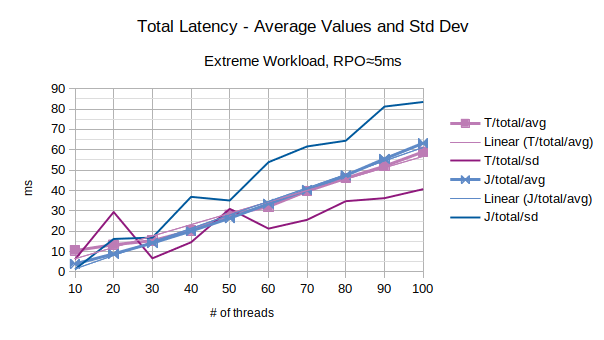 Total Latency - Average Values and Std Dev
Extreme Workload, RPO≈5ms
90
80
70
60
50
40
30
20
10
0
ms
10 20 30 40 50 60 70 80 90 100
# of threads
T/total/avg
Linear (T/total/avg)
T/total/sd
J/total/avg
Linear (J/total/avg)
J/total/sd